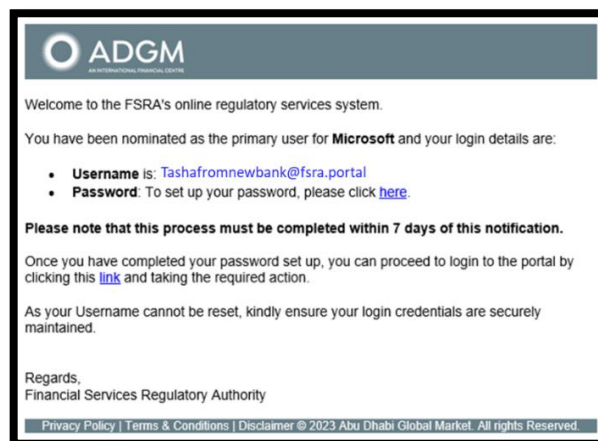 ADGM
AN INTERNATIONAL FINANCIAL CENTRE
Welcome to the FSRA's online regulatory services system.
You have been nominated as the primary user for Microsoft and your login details are:
• Username is: Tashafromnewbank@fsra.portal
• Password: To set up your password, please click here.
Please note that this process must be completed within 7 days of this notification.
Once you have completed your password set up, you can proceed to login to the portal by
clicking this link and taking the required action.
As your Username cannot be reset, kindly ensure your login credentials are securely
maintained.
Regards,
Financial Services Regulatory Authority
Privacy Policy | Terms & Conditions | Disclaimer © 2023 Abu Dhabi Global Market. All rights Reserved.